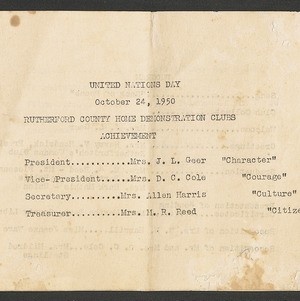 UNITED NATIONS DAY
October 24, 1950
RUTHERFORD COUNTY HOME DEMONSTRATION CLUBS
ACHIEVEMENT
President...........Mrs. J. L. Geer "Character"
Vice-President......Mrs. D. C. Cole "Courage"
Secretary.........Mrs. Allen Harris "Culture"
Treasurer.........Mrs. M. R. Reed "Citize